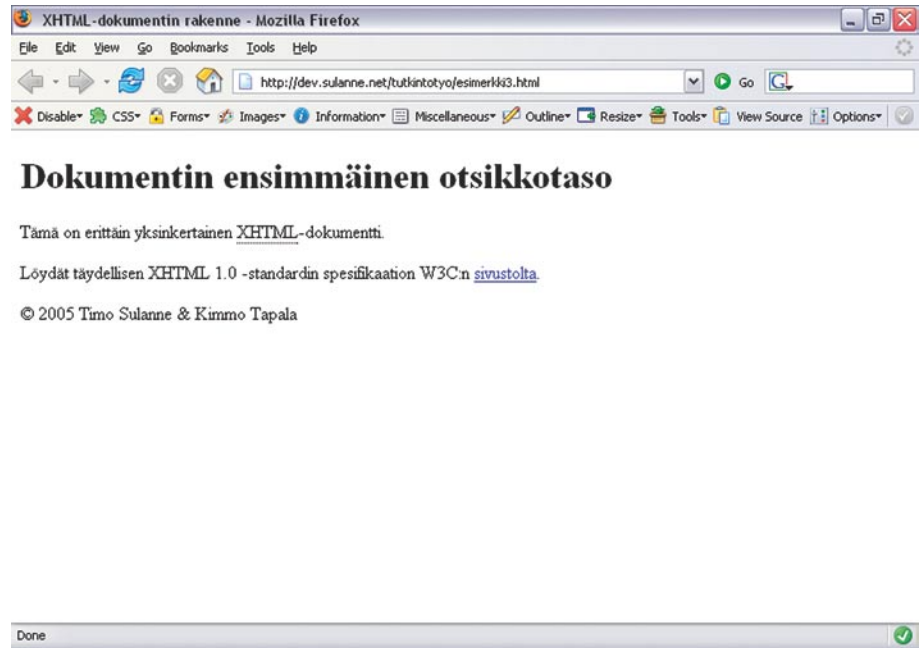 XHTML-dokumentin rakenne - Mozilla Firefox
File Edit View Go Bookmarks Tools Help
http://dev.sulanne.net/tutkintotyo/esimerkki3.html Go G
Disable CSS Forms Images Information Miscellaneous Outline Resize Tools View Source Options
Dokumentin ensimmäinen otsikkotaso
Tämä on erittäin yksinkertainen XHTML-dokumentti.
Löydät täydellisen XHTML 1.0 -standardin spesifikaation W3C:n sivustolta.
© 2005 Timo Sulanne & Kimmo Tapala
Done